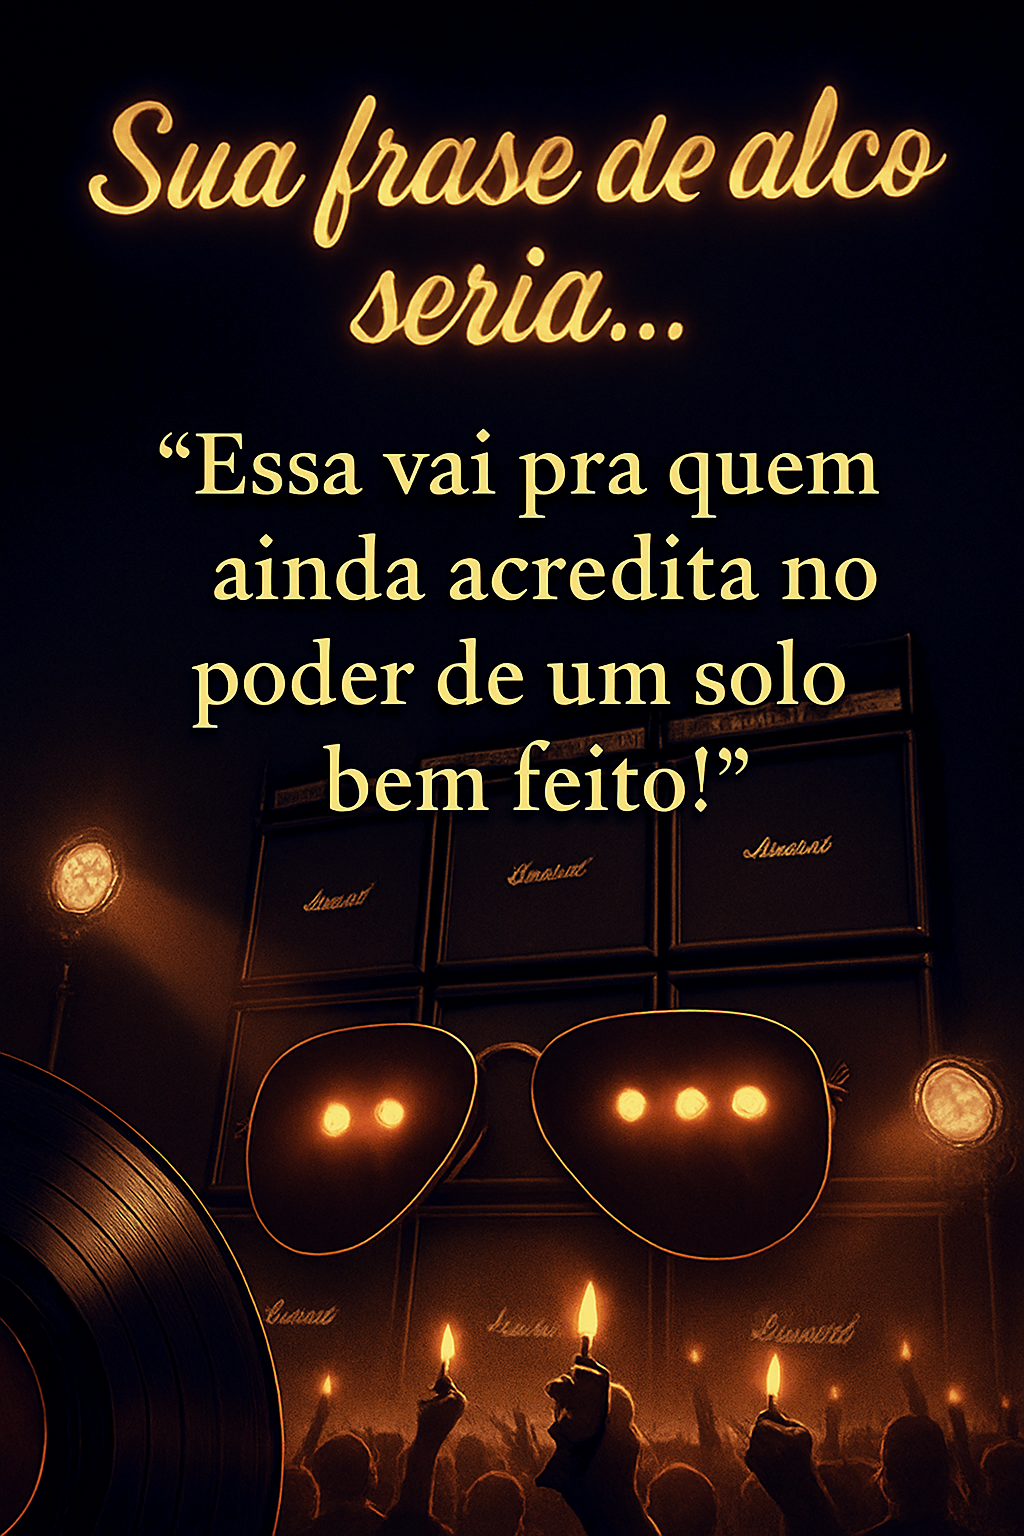 Sua frase de alco
seria...
“Essa vai pra quem
ainda acredita no
poder de um solo
bem feito!”